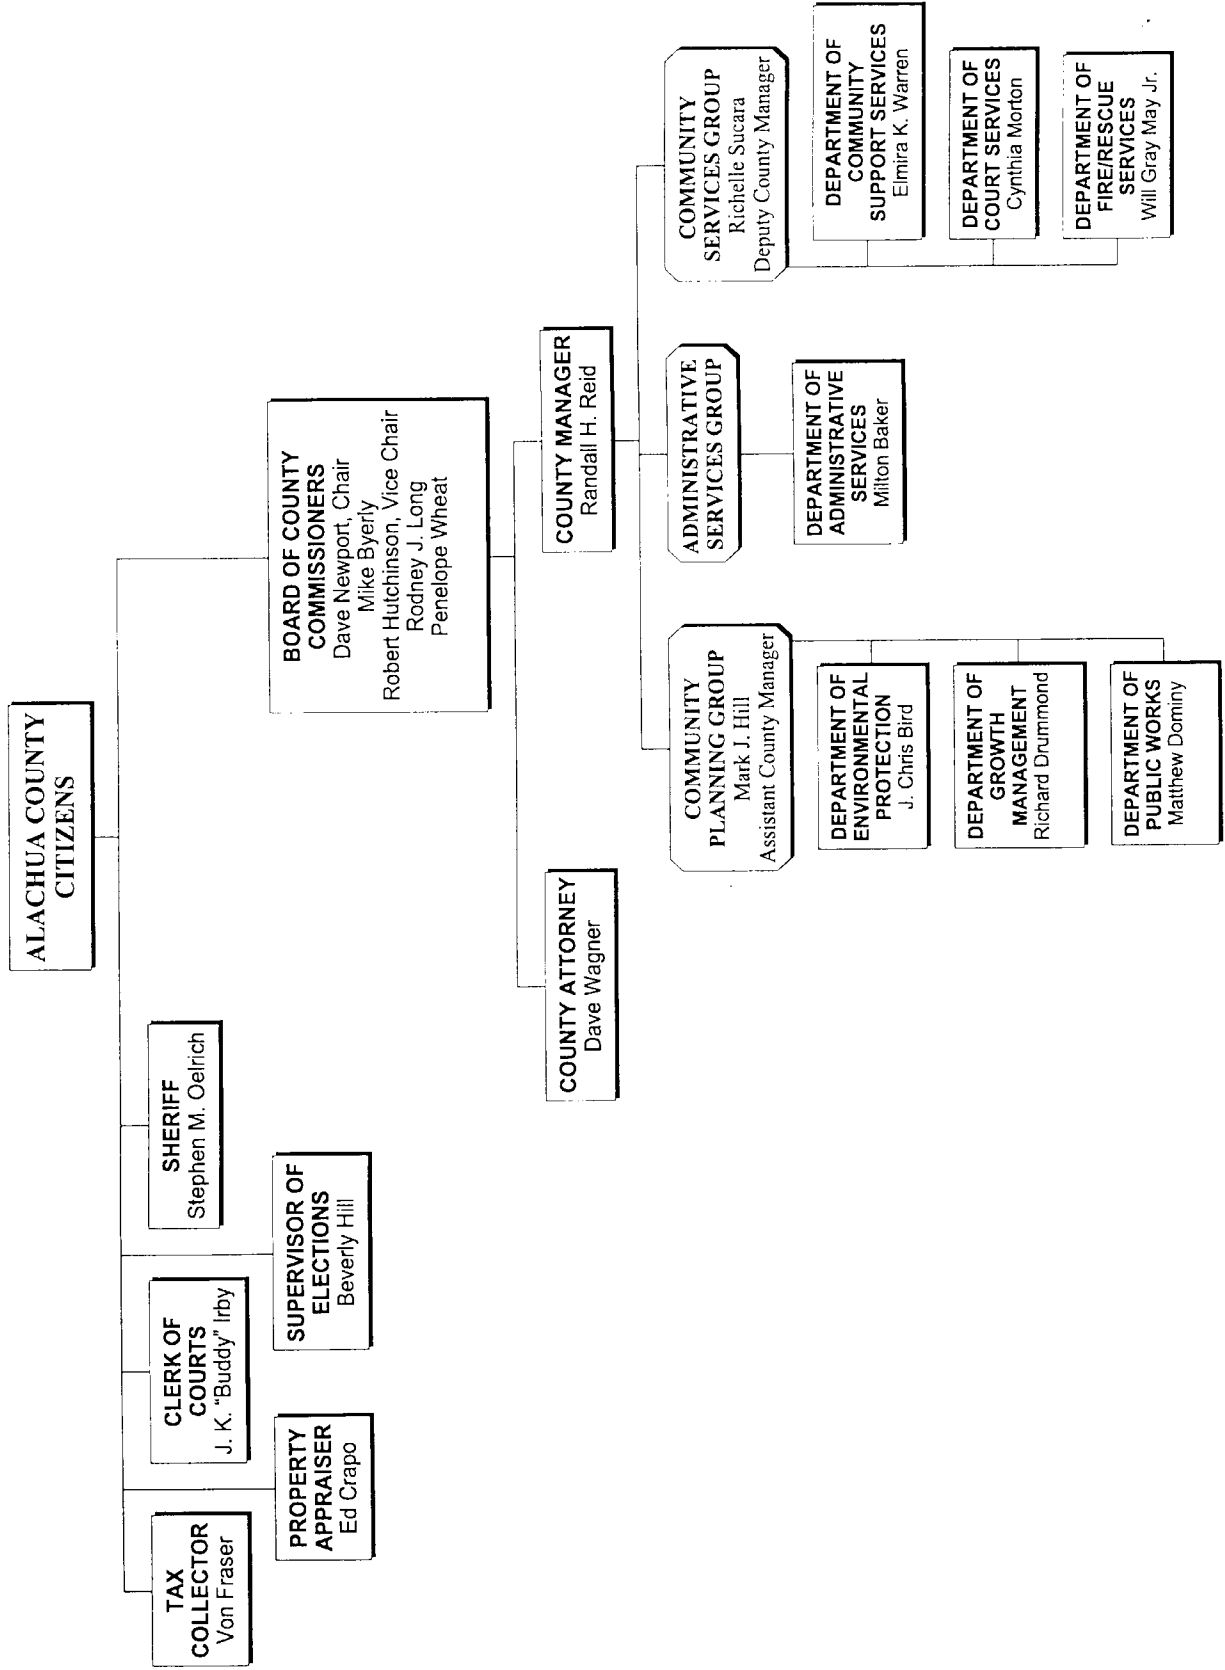 ALACHUA COUNTY
CITIZENS
TAX
COLLECTOR
Von Fraser
PROPERTY
APPRAISER
Ed Crapo
CLERK OF
COURTS
J. K. "Buddy" Irby
SUPERVISOR OF
ELECTIONS
Beverly Hill
SHERIFF
Stephen M. Oelrich
BOARD OF COUNTY
COMMISSIONERS
Dave Newport, Chair
Mike Byerly
Robert Hutchinson, Vice Chair
Rodney J. Long
Penelope Wheat
COUNTY ATTORNEY
Dave Wagner
COUNTY MANAGER
Randall H. Reid
COMMUNITY
PLANNING GROUP
Mark J. Hill
Assistant County Manager
DEPARTMENT OF
ENVIRONMENTAL
PROTECTION
J. Chris Bird
DEPARTMENT OF
GROWTH
MANAGEMENT
Richard Drummond
DEPARTMENT OF
PUBLIC WORKS
Matthew Dominy
ADMINISTRATIVE
SERVICES GROUP
DEPARTMENT OF
ADMINISTRATIVE
SERVICES
Milton Baker
COMMUNITY
SERVICES GROUP
Richelle Sucara
Deputy County Manager
DEPARTMENT OF
COMMUNITY
SUPPORT SERVICES
Elmira K. Warren
DEPARTMENT OF
COURT SERVICES
Cynthia Morton
DEPARTMENT OF
FIRE/RESCUE
SERVICES
Will Gray May Jr.